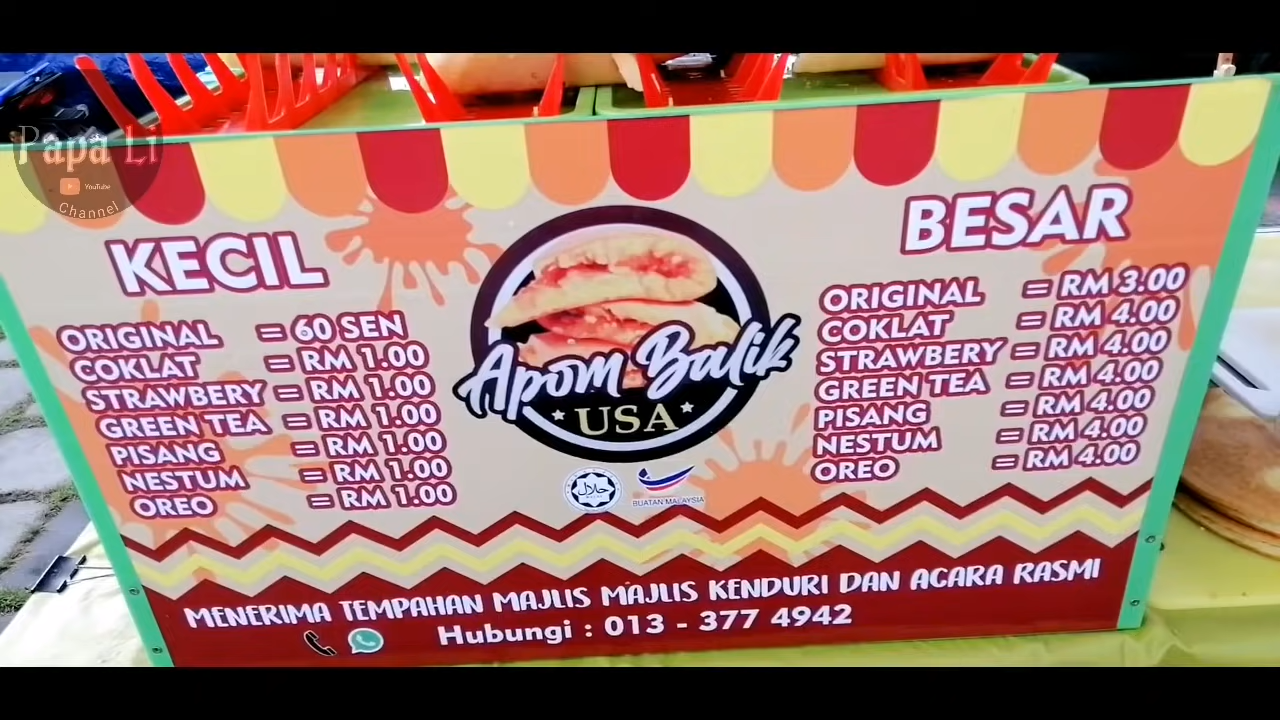 Papa Li
YouTube
Channel
KECIL
ORIGINAL = 60 SEN
COKLAT = RM 1.00
STRAWBERY = RM 1.00
GREEN TEA = RM 1.00
PISANG = RM 1.00
NESTUM = RM 1.00
OREO = RM 1.00
Apom Balik
USA
حلال
BUATAN MALAYSIA
BESAR
ORIGINAL = RM 3.00
COKLAT = RM 4.00
STRAWBERY = RM 4.00
GREEN TEA = RM 4.00
PISANG = RM 4.00
NESTUM = RM 4.00
OREO = RM 4.00
MENERIMA TEMPAHAN MAJLIS MAJLIS KENDURI DAN ACARA RASMI
Hubungi : 013 - 377 4942